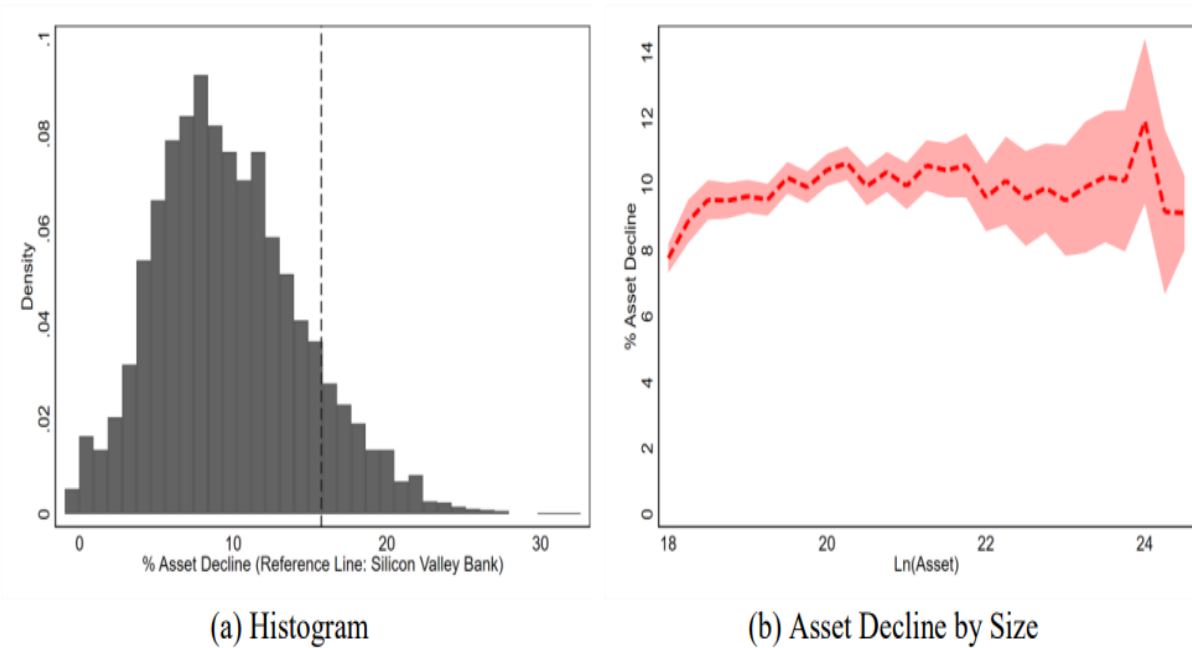 .1
.08
.06
.04
.02
0
Density
0 10 20 30
% Asset Decline (Reference Line: Silicon Valley Bank)
(a) Histogram
14
12
10
8
6
4
2
0
% Asset Decline
18 20 22 24
Ln(Asset)
(b) Asset Decline by Size